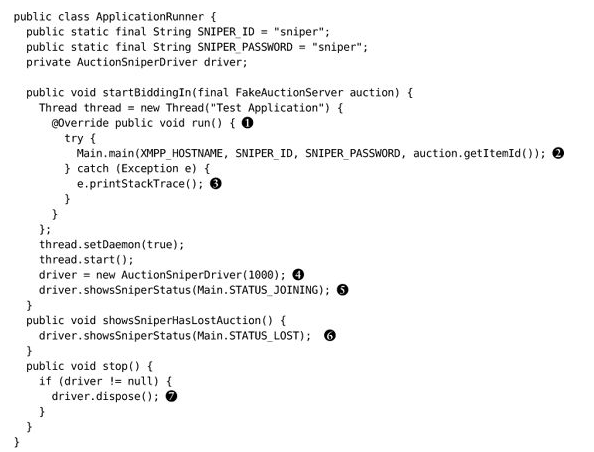 public class ApplicationRunner {
  public static final String SNIPER_ID = "sniper";
  public static final String SNIPER_PASSWORD = "sniper";
  private AuctionSniperDriver driver;

  public void startBiddingIn(final FakeAuctionServer auction) {
    Thread thread = new Thread("Test Application") {
      @Override public void run() { ❶
        try {
          Main.main(XMPP_HOSTNAME, SNIPER_ID, SNIPER_PASSWORD, auction.getItemId()); ❷
        } catch (Exception e) {
          e.printStackTrace(); ❸
        }
      }
    };
    thread.setDaemon(true);
    thread.start();
    driver = new AuctionSniperDriver(1000); ❹
    driver.showsSniperStatus(Main.STATUS_JOINING); ❺
  }
  public void showsSniperHasLostAuction() {
    driver.showsSniperStatus(Main.STATUS_LOST); ❻
  }
  public void stop() {
    if (driver != null) {
      driver.dispose(); ❼
    }
  }
}